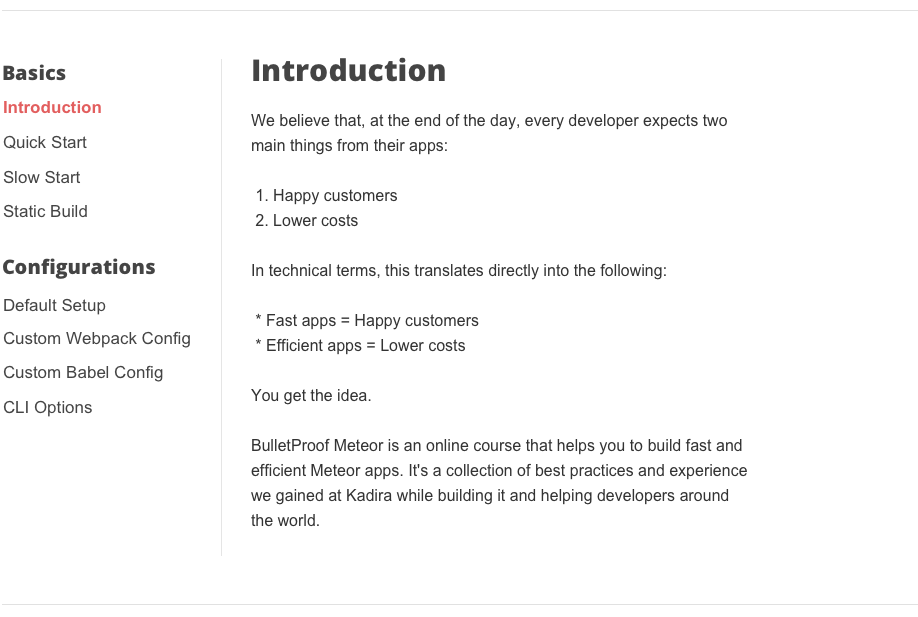 Basics
Introduction
Quick Start
Slow Start
Static Build
Configurations
Default Setup
Custom Webpack Config
Custom Babel Config
CLI Options
Introduction
We believe that, at the end of the day, every developer expects two
main things from their apps:
1. Happy customers
2. Lower costs
In technical terms, this translates directly into the following:
* Fast apps = Happy customers
* Efficient apps = Lower costs
You get the idea.
BulletProof Meteor is an online course that helps you to build fast and
efficient Meteor apps. It's a collection of best practices and experience
we gained at Kadira while building it and helping developers around
the world.